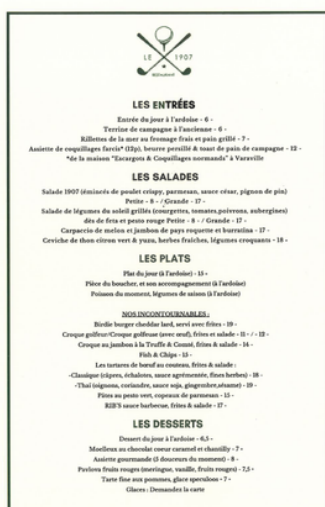 LE 1907
LES ENTRÉES
Entrée du jour à l'ardoise - 6 -
Terrine de campagne à l'ancienne - 6 -
Rillettes de la mer au fromage frais et pain grillé - 7 -
Assiette de coquillages farcis* (12p), beurre persillé & toast de pain de campagne - 12 -
*de la maison "Escargots & Coquillages normands" à Varaville
LES SALADES
Salade 1907 (émincés de poulet crispy, parmesan, sauce césar, pignon de pin)
Petite - 8 - / Grande - 17 -
Salade de légumes du soleil grillés (courgettes, tomates,poivrons, aubergines)
dés de feta et pesto rouge Petite - 8 - / Grande - 17 -
Carpaccio de melon et jambon de pays roquette et burratina - 17 -
Ceviche de thon citron vert & yuzu, herbes fraîches, légumes croquants - 18 -
LES PLATS
Plat du jour (à l'ardoise) - 15 -
Pièce du boucher, et son accompagnement (à l'ardoise)
Poisson du moment, légumes de saison (à l'ardoise)
NOS INCONTOURNABLES :
Birdie burger cheddar lard, servi avec frites - 19 -
Croque golfeur/Croque golfeuse (avec œuf), frites et salade - 11 - / - 12 -
Croque au jambon à la Truffe & Comté, frites & salade - 14 -
Fish & Chips - 15 -
Les tartares de bœuf au couteau, frites & salade :
-Classique (câpres, échalotes, sauce agrémentée, fines herbes) - 18 -
-Thaï (oignons, coriandre, sauce soja, gingembre,sésame) - 19 -
Pâtes au pesto vert, copeaux de parmesan - 15 -
RIB'S sauce barbecue, frites & salade - 17 -
LES DESSERTS
Dessert du jour à l'ardoise - 6,5 -
Moelleux au chocolat coeur caramel et chantilly - 7 -
Assiette gourmande (3 douceurs du moment) - 8 -
Pavlova fruits rouges (meringue, vanille, fruits rouges) - 7,5 -
Tarte fine aux pommes, glace speculoos - 7 -
Glaces : Demandez la carte